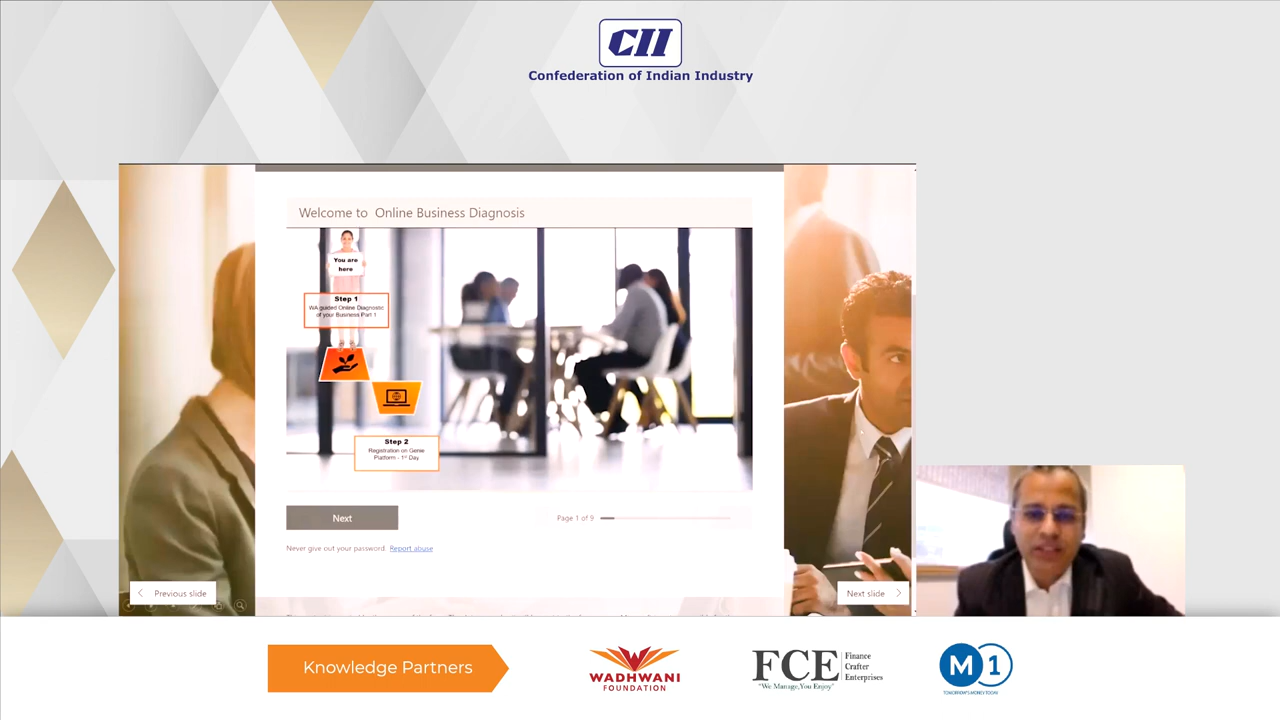 CII
Confederation of Indian Industry
Welcome to Online Business Diagnosis
You are
here
Step 1
WA guided Online Diagnostic
of your Business Part 1
Step 2
Registration on Genie
Platform - 1st Day
Next
Page 1 of 9
Never give out your password. Report abuse
Previous slide
Next slide
Knowledge Partners
WADHWANI
FOUNDATION
FCE
Finance
Crafter
Enterprises
"We Manage,You Enjoy"
M1
TOMORROW'S MONEY TODAY